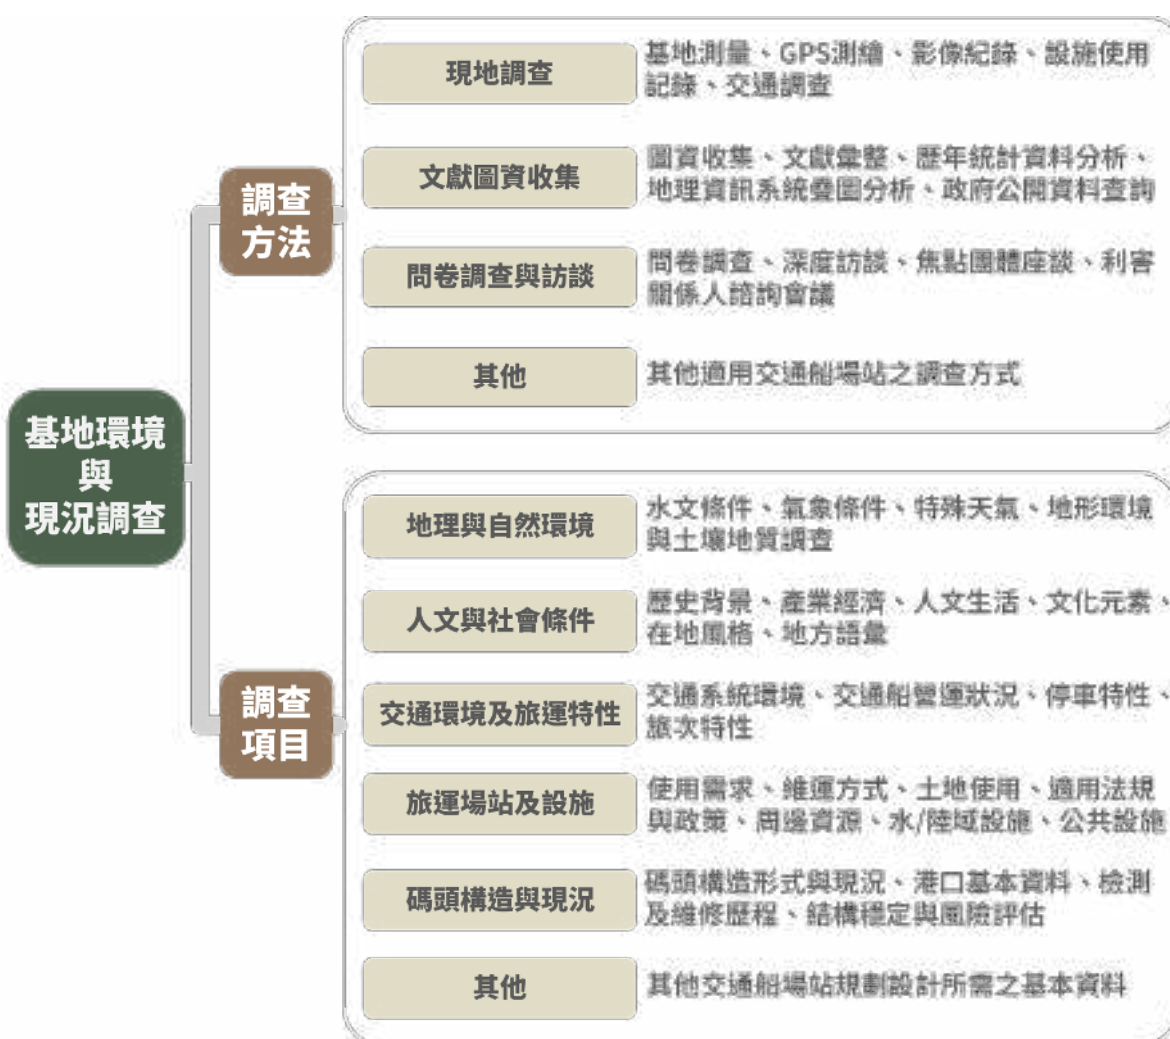 基地環境
與
現況調查
調查
方法
現地調查
基地測量、GPS測繪、影像紀錄、設施使用
記錄、交通調查
文獻圖資收集
圖資收集、文獻彙整、歷年統計資料分析、
地理資訊系統疊圖分析、政府公開資料查詢
問卷調查與訪談
問卷調查、深度訪談、焦點團體座談、利害
關係人諮詢會議
其他
其他適用交通船場站之調查方式
調查
項目
地理與自然環境
水文條件、氣象條件、特殊天氣、地形環境
與土壤地質調查
人文與社會條件
歷史背景、產業經濟、人文生活、文化元素、
在地風格、地方語彙
交通環境及旅運特性
交通系統環境、交通船營運狀況、停車特性、
旅次特性
旅運場站及設施
使用需求、維運方式、土地使用、適用法規
與政策、周邊資源、水/陸域設施、公共設施
碼頭構造與現況
碼頭構造形式與現況、港口基本資料、檢測
及維修歷程、結構穩定與風險評估
其他
其他交通船場站規劃設計所需之基本資料